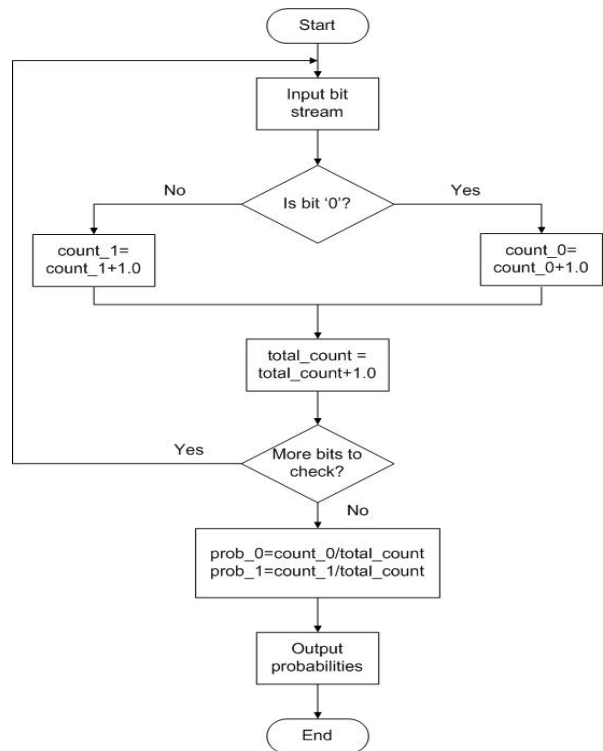 Start
Input bit
stream
Is bit ‘0’?
No
Yes
count_1=
count_1+1.0
count_0=
count_0+1.0
total_count =
total_count+1.0
More bits to
check?
Yes
No
prob_0=count_0/total_count
prob_1=count_1/total_count
Output
probabilities
End